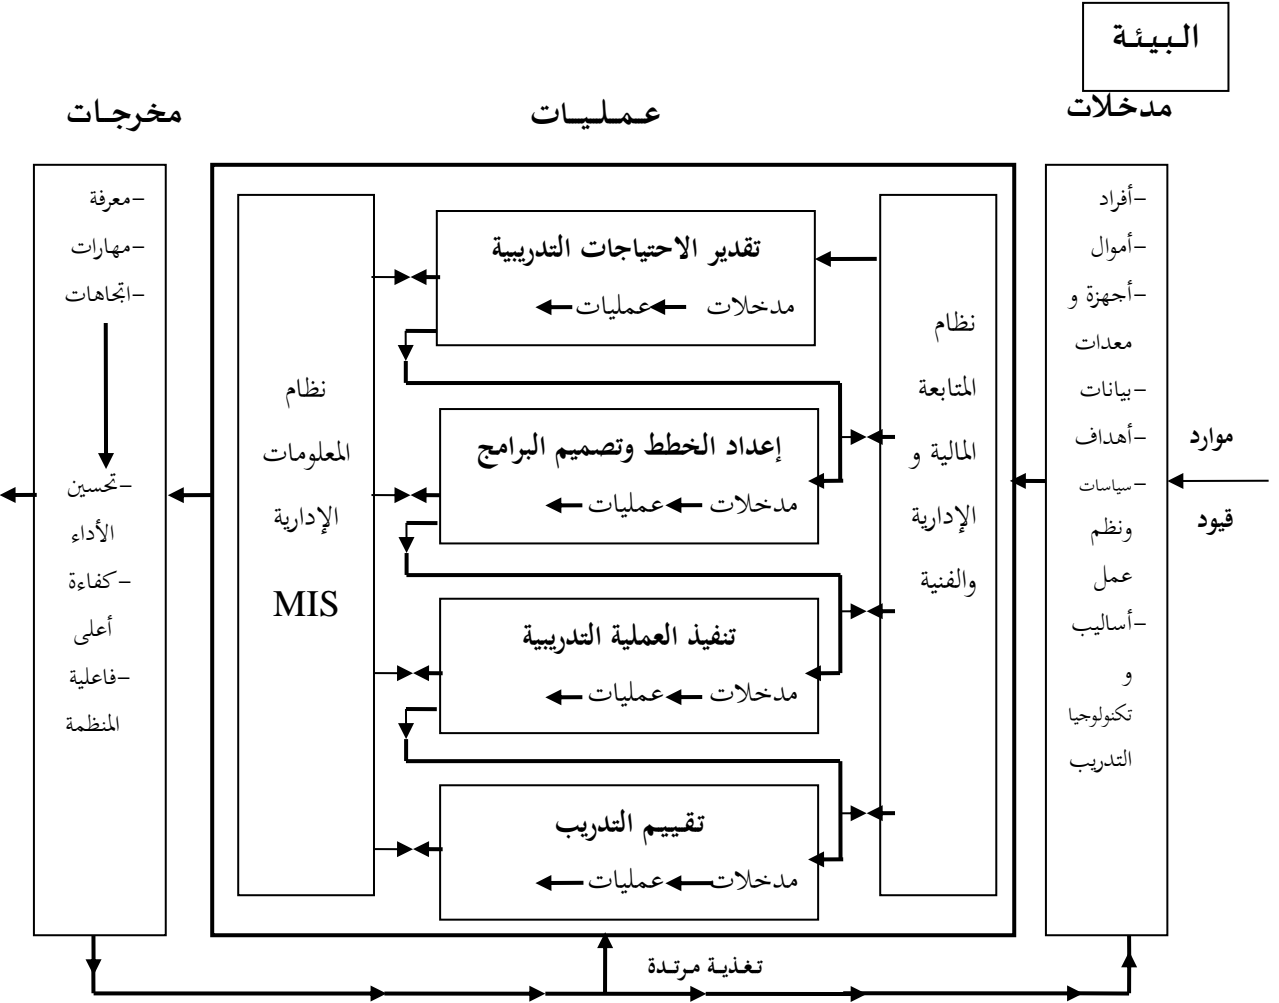 البيئة
مدخلات
عمليات
مخرجات
موارد
قيود
-أفراد
-أموال
-أجهزة و
معدات
-بيانات
-أهداف
-سياسات
ونظم
عمل
-أساليب
و
تكنولوجيا
التدريب
نظام
المتابعة
المالية و
الإدارية
والفنية
تقدير الاحتياجات التدريبية
مدخلات عمليات
إعداد الخطط وتصميم البرامج
مدخلات عمليات
تنفيذ العملية التدريبية
مدخلات عمليات
تقييم التدريب
مدخلات عمليات
نظام
المعلومات
الإدارية
MIS
-معرفة
-مهارات
-اتجاهات
-تحسين
الأداء
-كفاءة
أعلى
-فاعلية
المنظمة
تغذية مرتدة